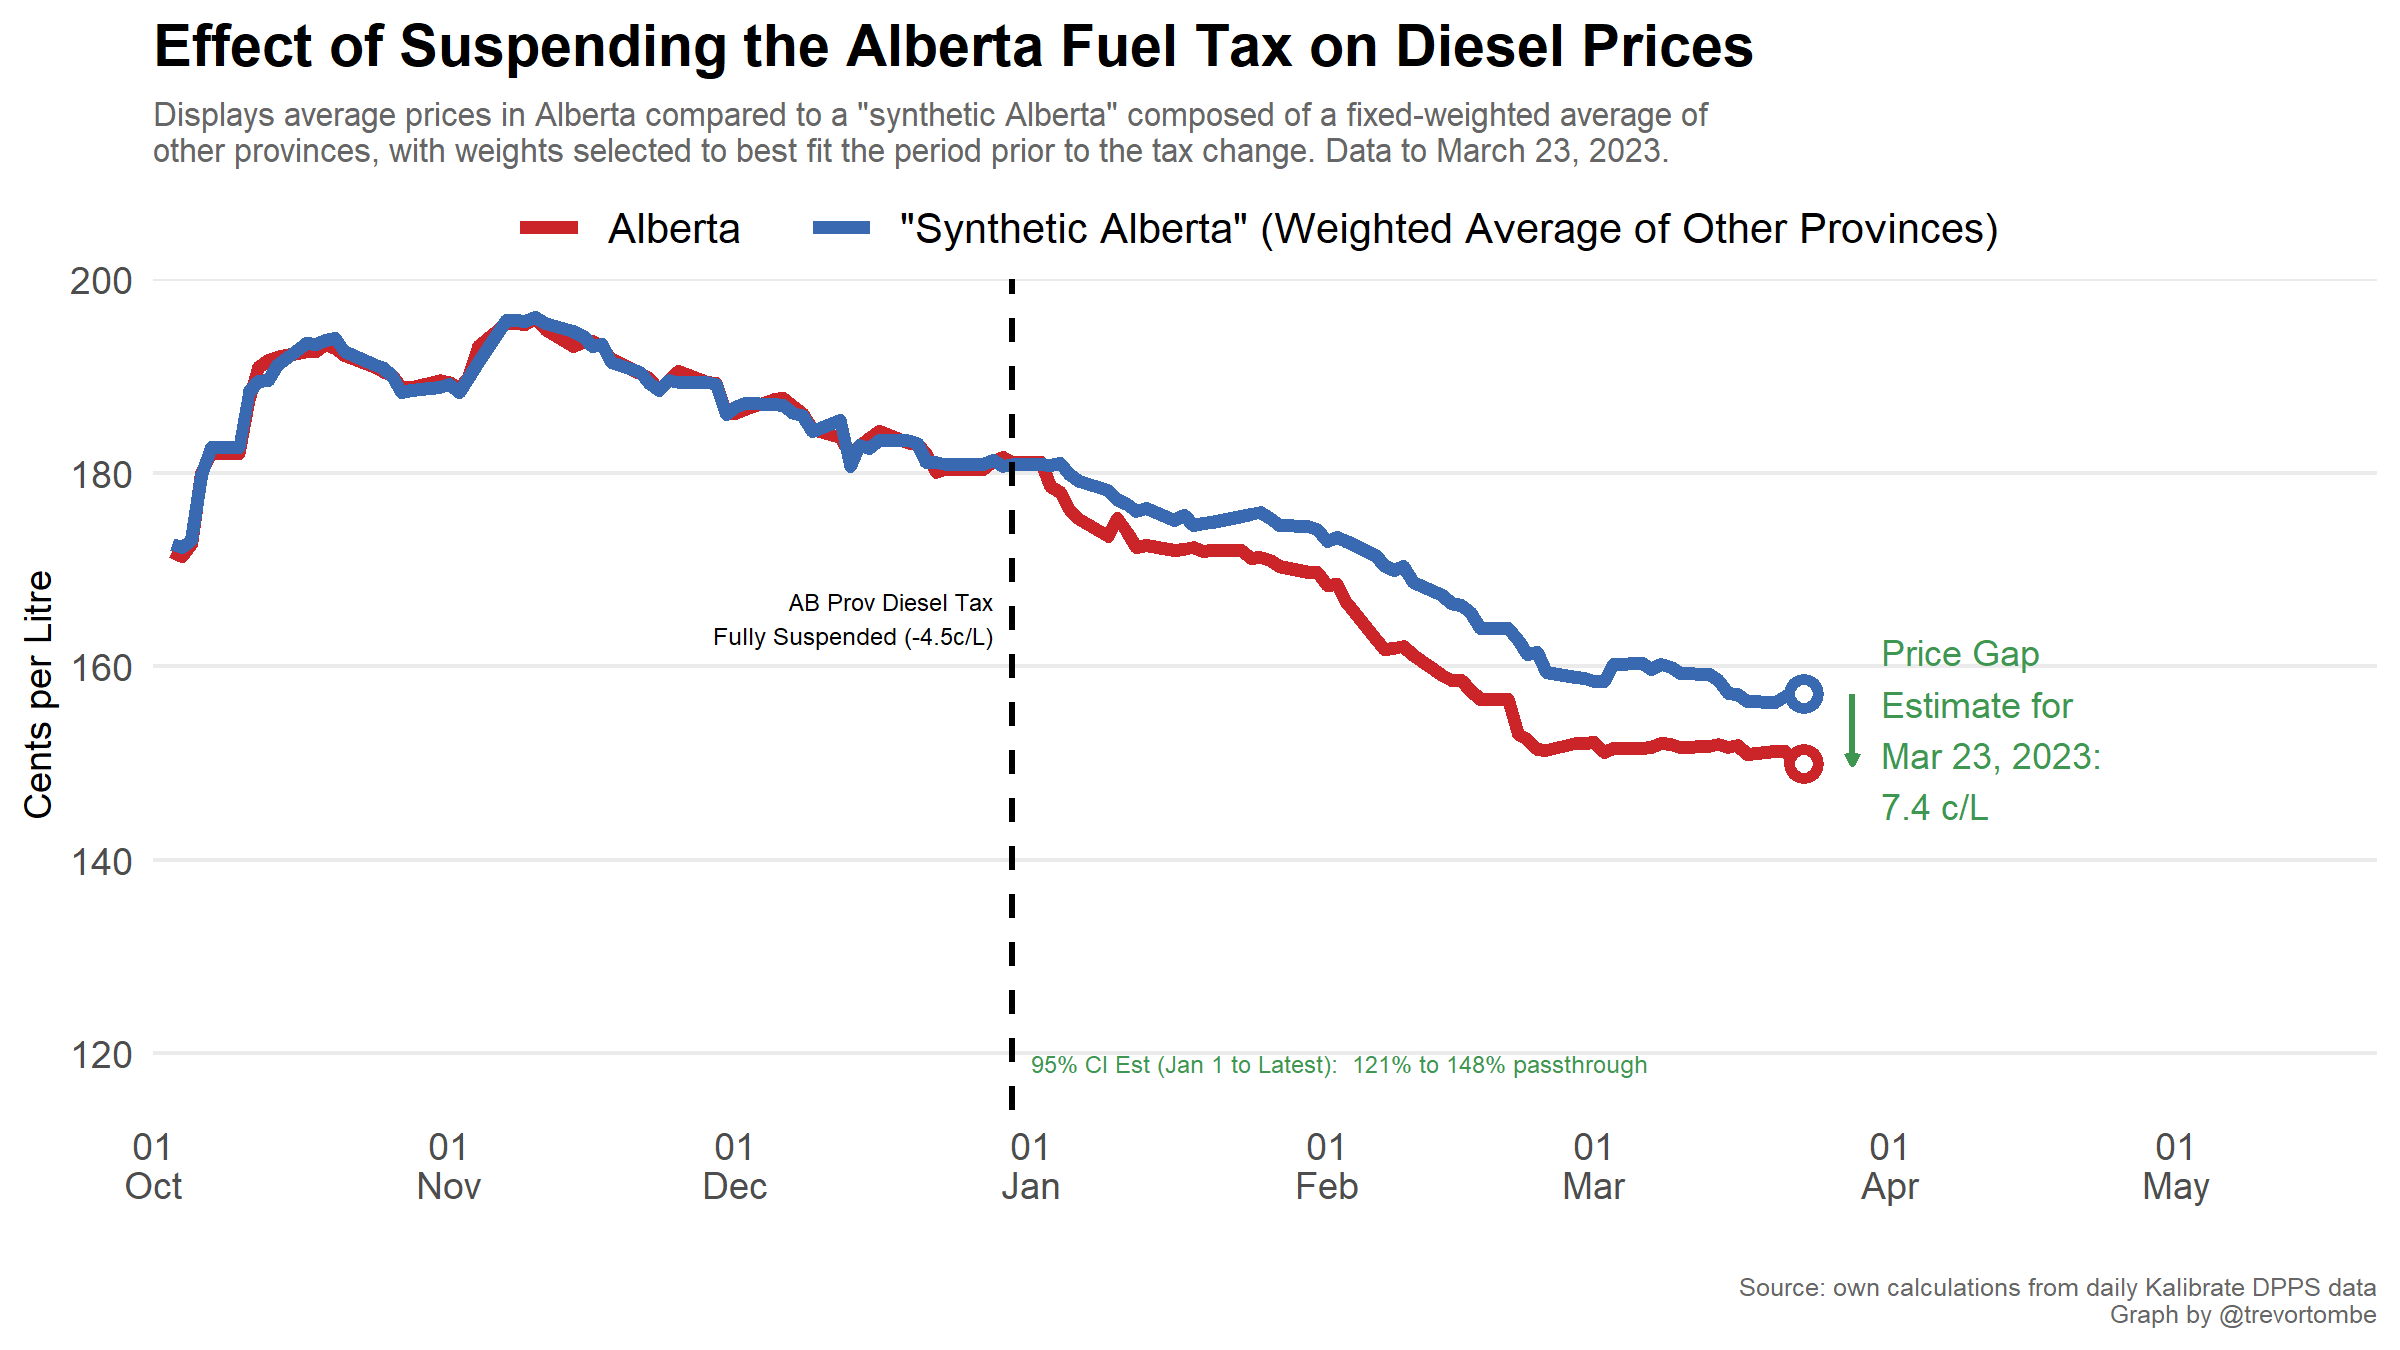 Effect of Suspending the Alberta Fuel Tax on Diesel Prices
Displays average prices in Alberta compared to a "synthetic Alberta" composed of a fixed-weighted average of
other provinces, with weights selected to best fit the period prior to the tax change. Data to March 23, 2023.
Alberta
"Synthetic Alberta" (Weighted Average of Other Provinces)
Cents per Litre
200
180
160
140
120
AB Prov Diesel Tax
Fully Suspended (-4.5c/L)
Price Gap
Estimate for
Mar 23, 2023:
7.4 c/L
95% CI Est (Jan 1 to Latest):  121% to 148% passthrough
01
Oct
01
Nov
01
Dec
01
Jan
01
Feb
01
Mar
01
Apr
01
May
Source: own calculations from daily Kalibrate DPPS data
Graph by @trevortombe